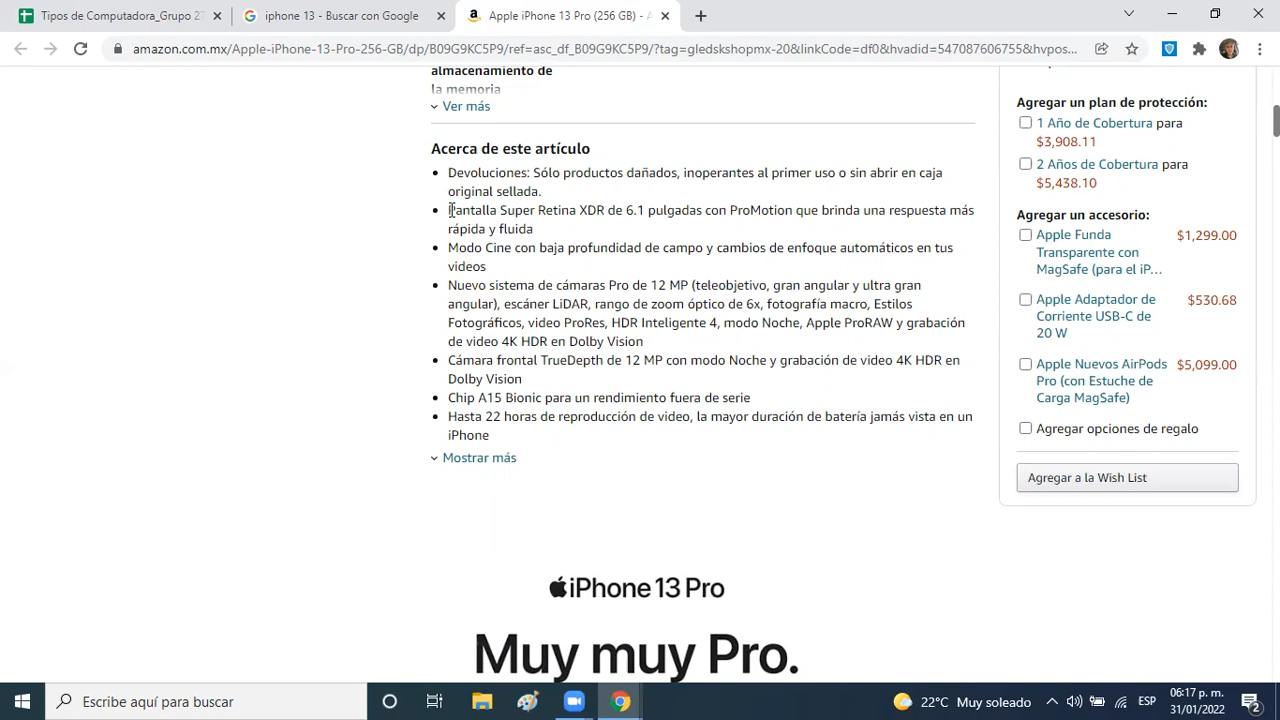 Tipos de Computadora_Grupo 2T
iphone 13 - Buscar con Google
Apple iPhone 13 Pro (256 GB) - A
amazon.com.mx/Apple-iPhone-13-Pro-256-GB/dp/B09G9KC5P9/ref=asc_df_B09G9KC5P9/?tag=gledskshopmx-20&linkCode=df0&hvadid=547087606755&hvpos...
almacenamiento de
la memoria
Ver más
Acerca de este artículo
Devoluciones: Sólo productos dañados, inoperantes al primer uso o sin abrir en caja
original sellada.
Pantalla Super Retina XDR de 6.1 pulgadas con ProMotion que brinda una respuesta más
rápida y fluida
Modo Cine con baja profundidad de campo y cambios de enfoque automáticos en tus
videos
Nuevo sistema de cámaras Pro de 12 MP (teleobjetivo, gran angular y ultra gran
angular), escáner LiDAR, rango de zoom óptico de 6x, fotografía macro, Estilos
Fotográficos, video ProRes, HDR Inteligente 4, modo Noche, Apple ProRAW y grabación
de video 4K HDR en Dolby Vision
Cámara frontal TrueDepth de 12 MP con modo Noche y grabación de video 4K HDR en
Dolby Vision
Chip A15 Bionic para un rendimiento fuera de serie
Hasta 22 horas de reproducción de video, la mayor duración de batería jamás vista en un
iPhone
Mostrar más
Agregar un plan de protección:
1 Año de Cobertura para
$3,908.11
2 Años de Cobertura para
$5,438.10
Agregar un accesorio:
Apple Funda $1,299.00
Transparente con
MagSafe (para el iP...
Apple Adaptador de $530.68
Corriente USB-C de
20 W
Apple Nuevos AirPods $5,099.00
Pro (con Estuche de
Carga MagSafe)
Agregar opciones de regalo
Agregar a la Wish List
iPhone 13 Pro
Muy muy Pro.
Escribe aquí para buscar
22°C Muy soleado
ESP
06:17 p. m.
31/01/2022
2